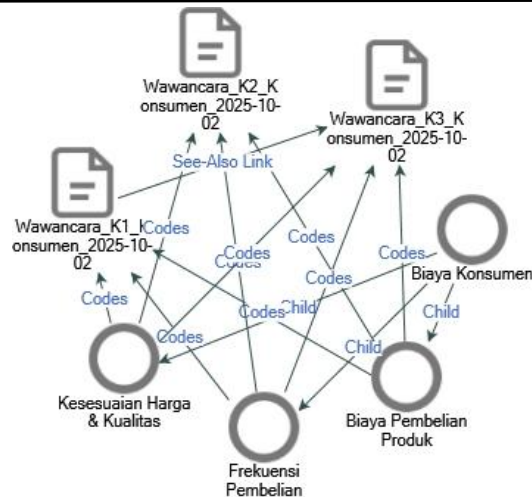 Wawancara_K2_K
onsumen_2025-10-
02
Wawancara_K3_K
onsumen_2025-10-
02
See-Also Link
Wawancara_K1_K
onsumen_2025-10-
02
Codes
Codes
Codes
Codes
Codes
Biaya Konsumen
Codes
Codes
Codes
Child
Child
Codes
Child
Kesesuaian Harga
& Kualitas
Biaya Pembelian
Produk
Frekuensi
Pembelian